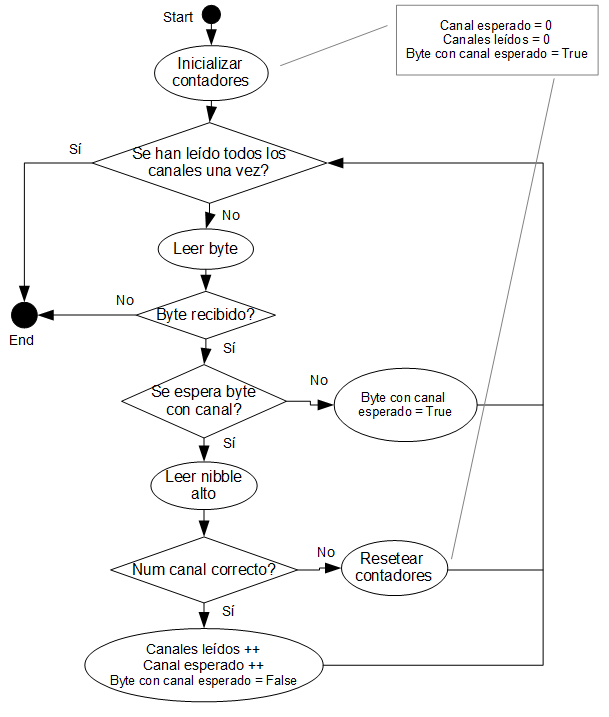 Start
Canal esperado = 0
Canales leídos = 0
Byte con canal esperado = True
Inicializar
contadores
Sí
Se han leído todos los
canales una vez?
No
Leer byte
No
Byte recibido?
End
Sí
Se espera byte
con canal?
No
Byte con canal
esperado = True
Sí
Leer nibble
alto
Num canal correcto?
No
Resetear
contadores
Sí
Canales leídos ++
Canal esperado ++
Byte con canal esperado = False